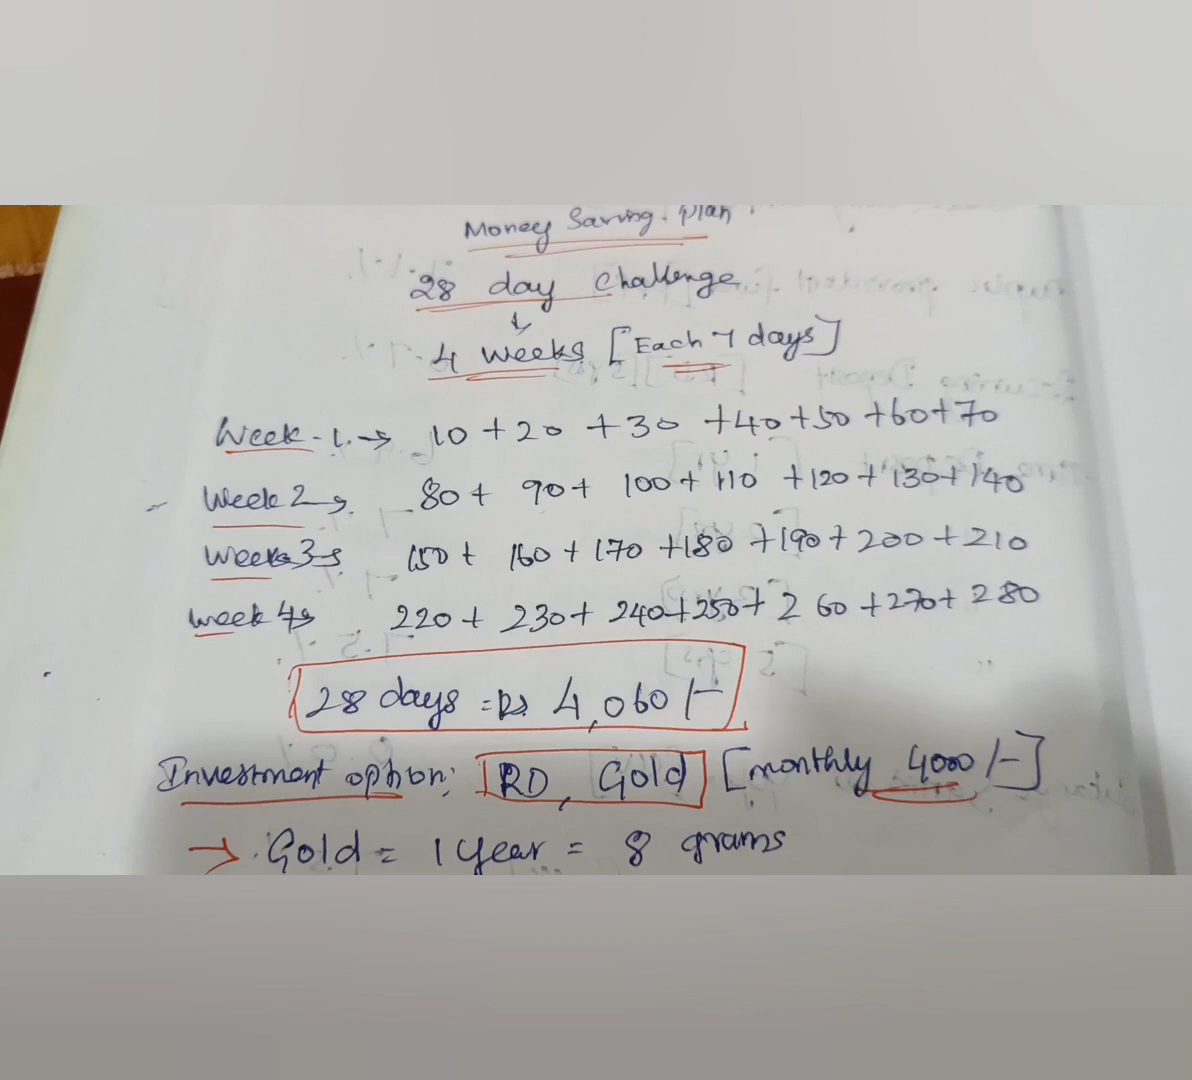 Money Saving Plan
28 day challenge
↓
4 weeks [Each 7 days]
Week-1 → 10 + 20 + 30 + 40 + 50 + 60 + 70
Week 2 → 80 + 90 + 100 + 110 + 120 + 130 + 140
Week 3 → 150 + 160 + 170 + 180 + 190 + 200 + 210
week 4 → 220 + 230 + 240 + 250 + 260 + 270 + 280
28 days = Rs 4,060/-
Investment option: RD, Gold [monthly 4000/-]
→ Gold = 1 year = 8 grams